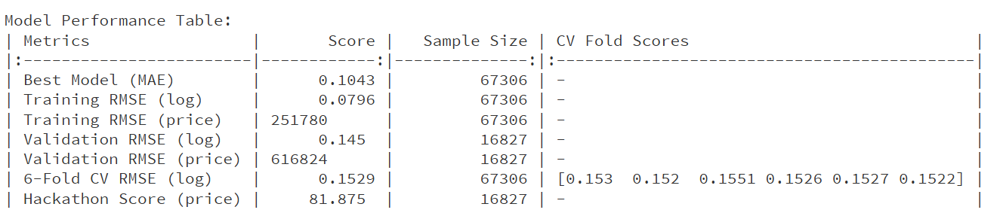 Model Performance Table:
| Metrics                 |       Score |   Sample Size | CV Fold Scores                            |
|:------------------------|------------:|--------------:|:------------------------------------------|
| Best Model (MAE)        |      0.1043 |         67306 | -                                         |
| Training RMSE (log)     |      0.0796 |         67306 | -                                         |
| Training RMSE (price)   | 251780      |         67306 | -                                         |
| Validation RMSE (log)   |      0.145  |         16827 | -                                         |
| Validation RMSE (price) | 616824      |         16827 | -                                         |
| 6-Fold CV RMSE (log)    |      0.1529 |         67306 | [0.153  0.152  0.1551 0.1526 0.1527 0.1522] |
| Hackathon Score (price) |     81.875  |         16827 | -                                         |